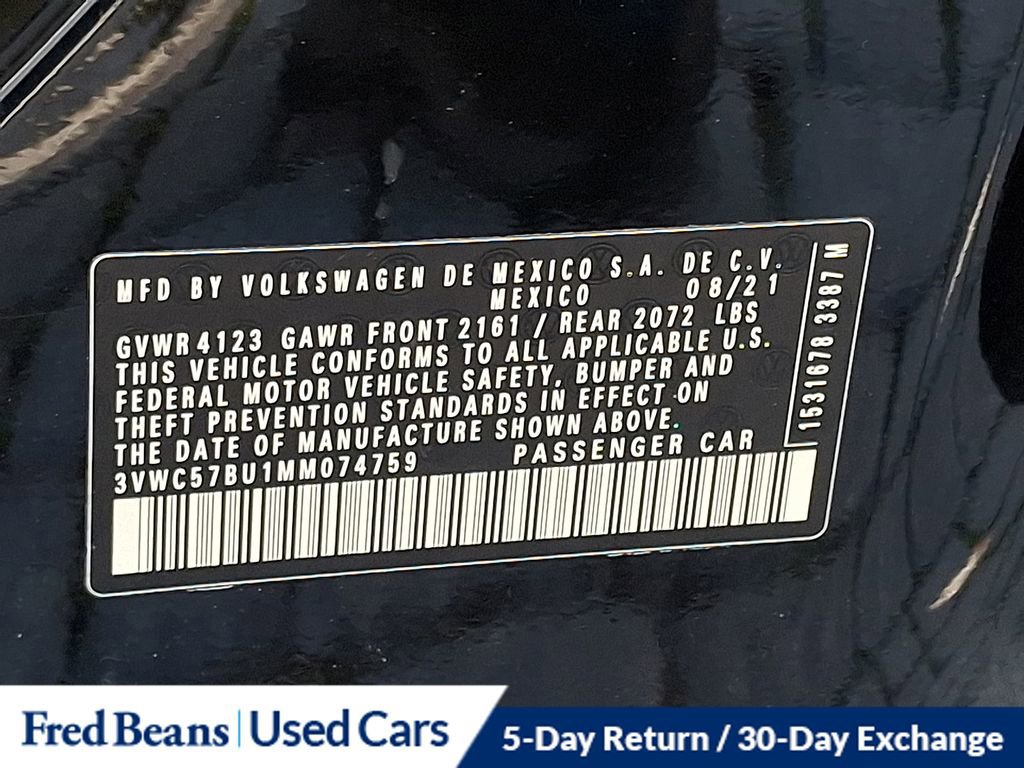 MFD BY VOLKSWAGEN DE MEXICO S.A. DE C.V.
MEXICO 08/21
GVWR 4123 GAWR FRONT 2161 / REAR 2072 LBS
THIS VEHICLE CONFORMS TO ALL APPLICABLE U.S.
FEDERAL MOTOR VEHICLE SAFETY, BUMPER AND
THEFT PREVENTION STANDARDS IN EFFECT ON
THE DATE OF MANUFACTURE SHOWN ABOVE.
3VWC57BU1MM074759 PASSENGER CAR
1531678 3387 M
Fred Beans | Used Cars
5-Day Return / 30-Day Exchange